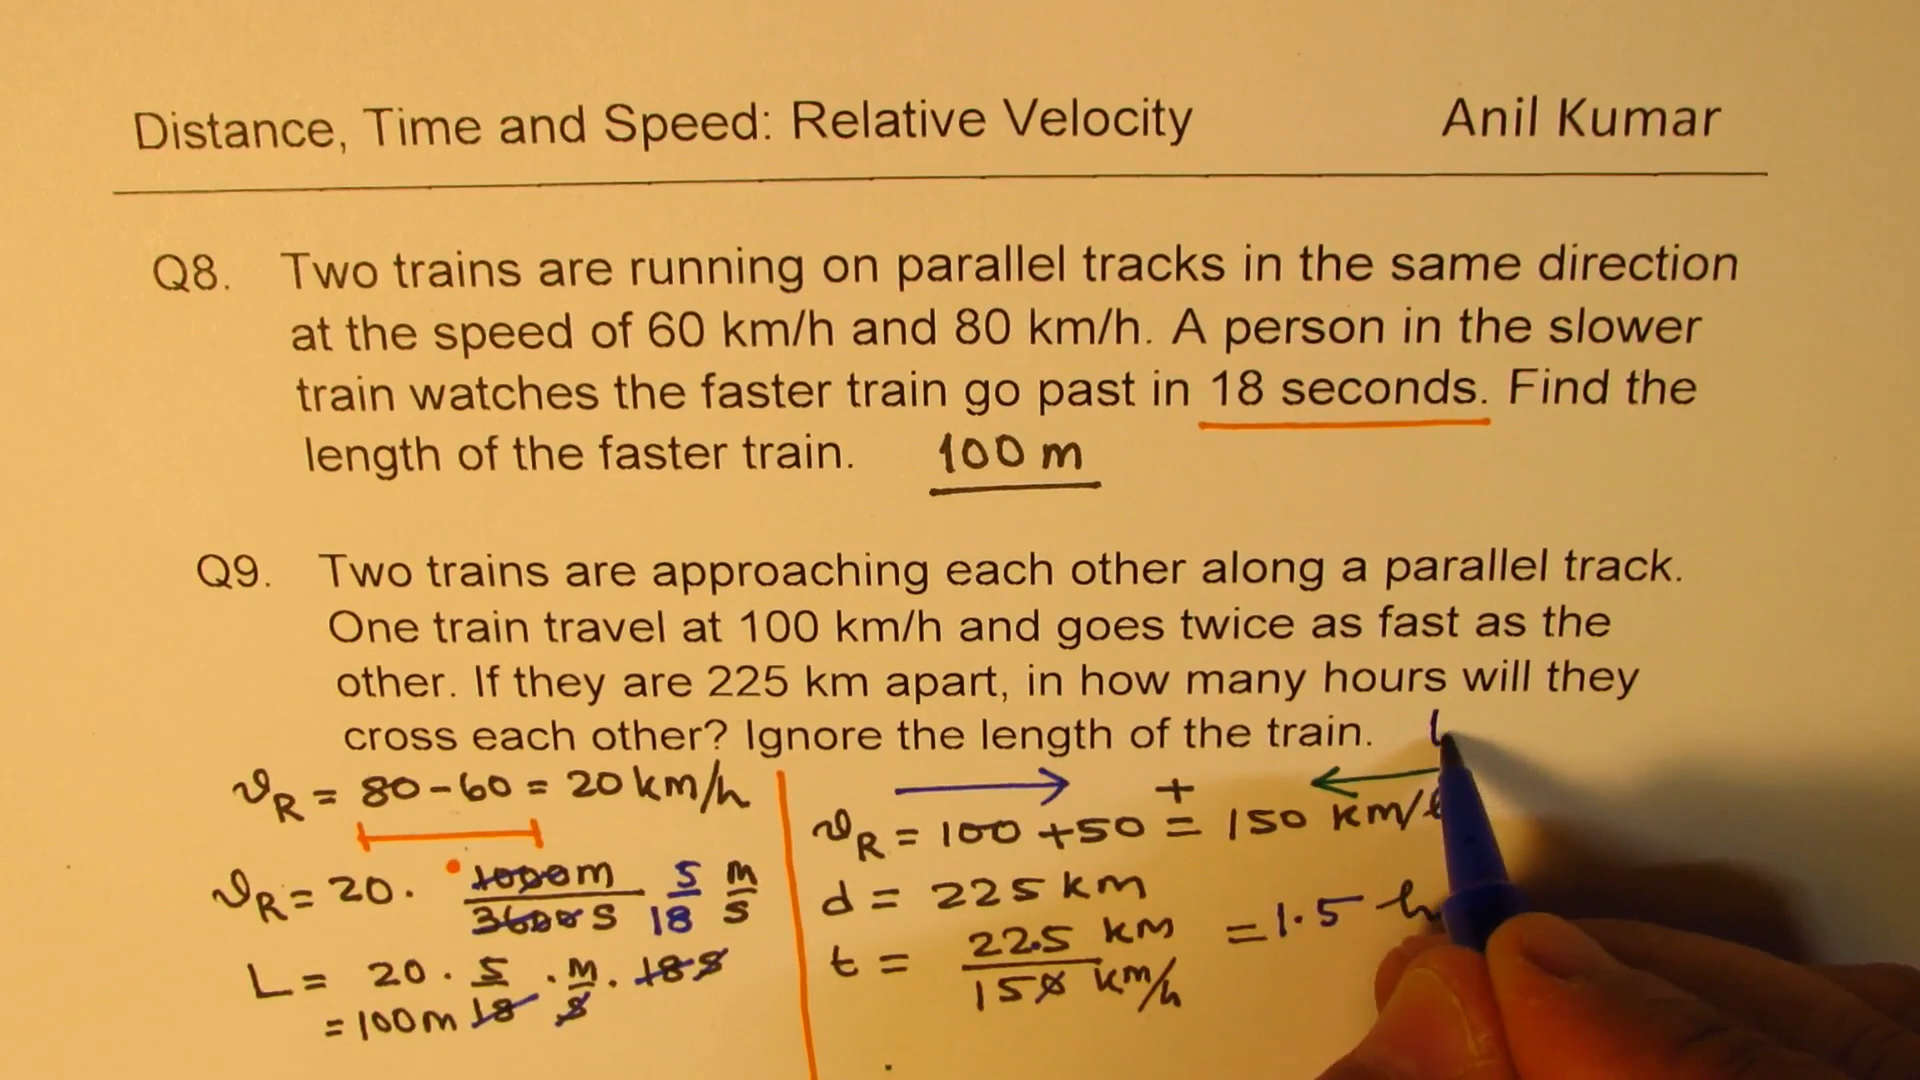 Distance, Time and Speed: Relative Velocity Anil Kumar
Q8. Two trains are running on parallel tracks in the same direction
at the speed of 60 km/h and 80 km/h. A person in the slower
train watches the faster train go past in 18 seconds. Find the
length of the faster train. 100 m
Q9. Two trains are approaching each other along a parallel track.
One train travel at 100 km/h and goes twice as fast as the
other. If they are 225 km apart, in how many hours will they
cross each other? Ignore the length of the train.
v_R = 80-60 = 20 km/h
v_R = 20 . 1000m/3600s 5/18 m/s
L = 20 . 5/18 . m/s . 18s
= 100m
+
v_R = 100 + 50 = 150 km/
d = 225 km
t = 22.5 km / 150 km/h = 1.5 h